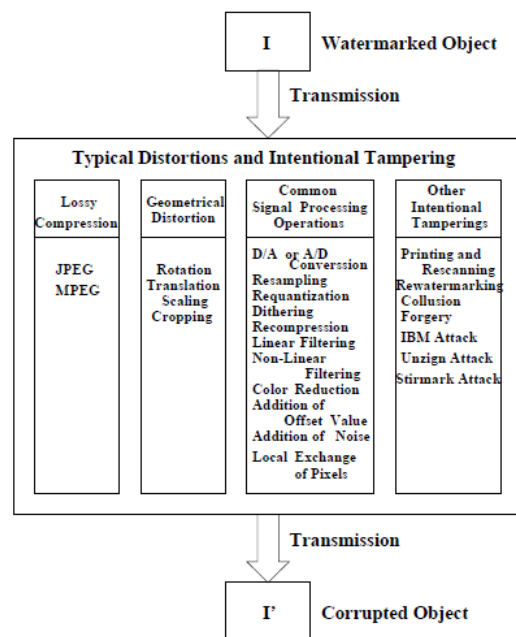 I Watermarked Object
Transmission
Typical Distortions and Intentional Tampering
Lossy
Compression
JPEG
MPEG
Geometrical
Distortion
Rotation
Translation
Scaling
Cropping
Common
Signal Processing
Operations
D/A or A/D
Converssion
Resampling
Requantization
Dithering
Recompression
Linear Filtering
Non-Linear
Filtering
Color Reduction
Addition of
Offset Value
Addition of Noise
Local Exchange
of Pixels
Other
Intentional
Tamperings
Printing and
Rescanning
Rewatermarking
Collusion
Forgery
IBM Attack
Unzign Attack
Stirmark Attack
Transmission
I' Corrupted Object